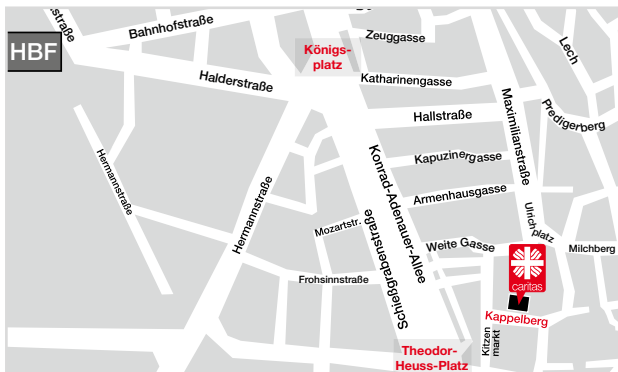 Bahnhofstraße
Zeuggasse
HBF
Königs-
platz
Lech
Halderstraße
Katharinengasse
Hallstraße
Maximilianstraße
Predigerberg
Hermannstraße
Kapuzinergasse
Konrad-Adenauer-Allee
Hermannstraße
Armenhausgasse
Mozartstr.
Schießgrabenstraße
Ulrichplatz
Weite Gasse
Milchberg
Frohsinnstraße
caritas
Kappelberg
Kitzen
markt
Theodor-
Heuss-Platz